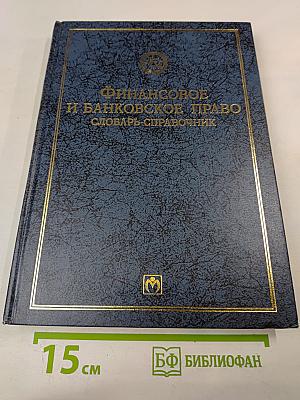 ФИНАНСОВОЕ
И БАНКОВСКОЕ ПРАВО
СЛОВАРЬ-СПРАВОЧНИК
15 см
БФ БИБЛИОФАН